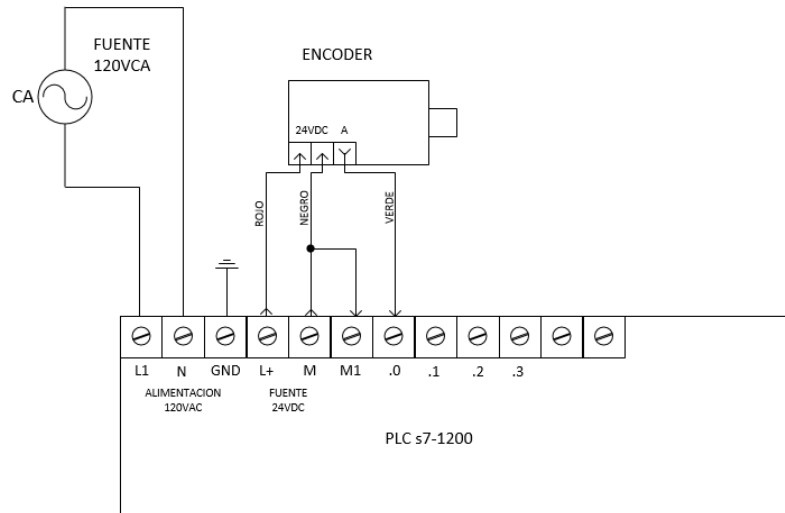 FUENTE
120VCA
CA
ENCODER
24VDC A
ROJO
NEGRO
VERDE
L1 N GND L+ M M1 .0 .1 .2 .3
ALIMENTACION
120VAC
FUENTE
24VDC
PLC s7-1200